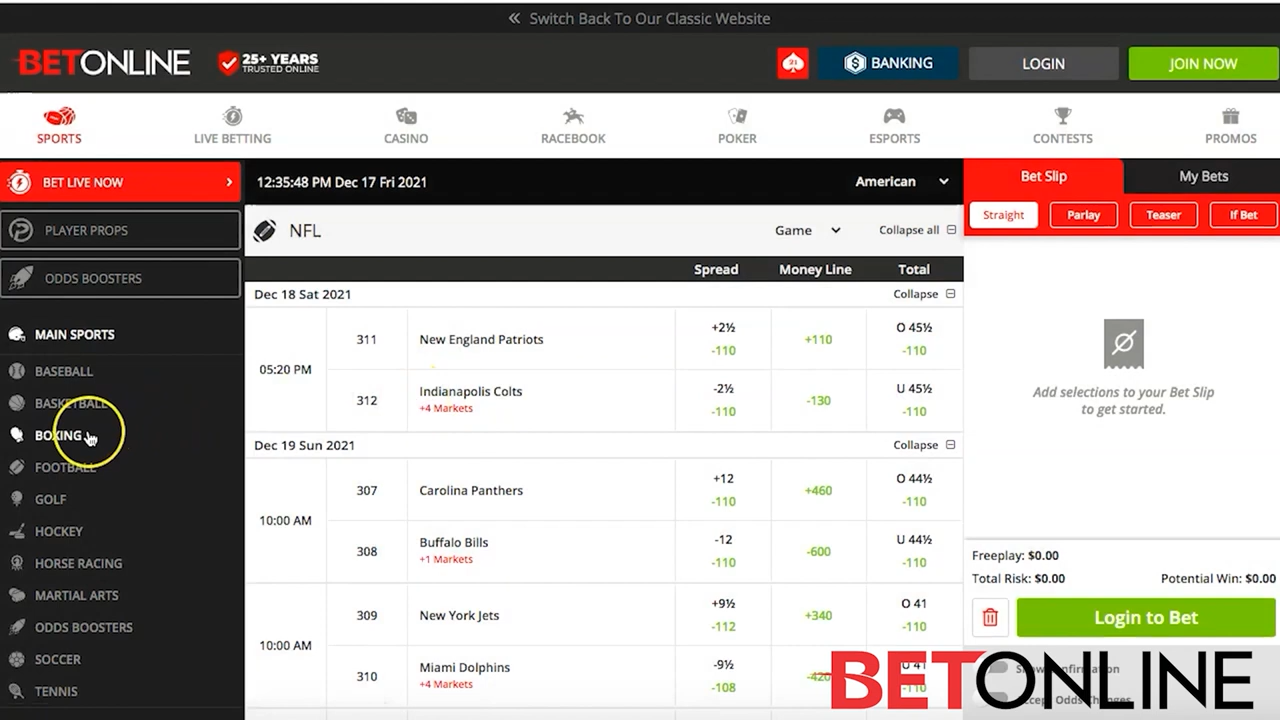 Switch Back To Our Classic Website
BETONLINE
25+ YEARS
TRUSTED ONLINE
21
BANKING
LOGIN
JOIN NOW
SPORTS
LIVE BETTING
CASINO
RACEBOOK
POKER
ESPORTS
CONTESTS
PROMOS
BET LIVE NOW
PLAYER PROPS
ODDS BOOSTERS
MAIN SPORTS
BASEBALL
BASKETBALL
BOXING
FOOTBALL
GOLF
HOCKEY
HORSE RACING
MARTIAL ARTS
ODDS BOOSTERS
SOCCER
TENNIS
12:35:48 PM Dec 17 Fri 2021
American
NFL
Game
Collapse all
Spread Money Line Total
Dec 18 Sat 2021
Collapse
05:20 PM
311 New England Patriots +2½ -110 +110 O 45½ -110
312 Indianapolis Colts -2½ -110 -130 U 45½ -110
+4 Markets
Dec 19 Sun 2021
Collapse
10:00 AM
307 Carolina Panthers +12 -110 +460 O 44½ -110
308 Buffalo Bills -12 -110 -600 U 44½ -110
+1 Markets
10:00 AM
309 New York Jets +9½ -112 +340 O 41 -110
310 Miami Dolphins -9½ -108 -420 U 41 -110
+4 Markets
Bet Slip
My Bets
Straight
Parlay
Teaser
If Bet
Add selections to your Bet Slip
to get started.
Freeplay: $0.00
Total Risk: $0.00
Potential Win: $0.00
Login to Bet
Accept Odds Changes
BETONLINE